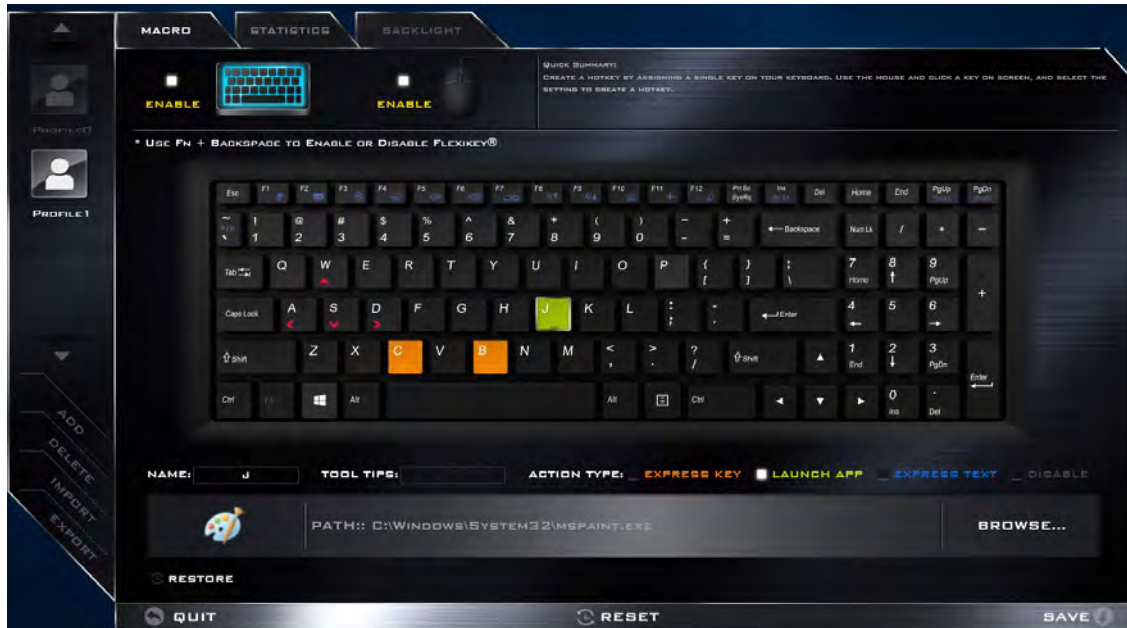 MACRO STATISTICS BACKLIGHT
ENABLE
ENABLE
QUICK SUMMARY:
CREATE A HOTKEY BY ASSIGNING A SINGLE KEY ON YOUR KEYBOARD. USE THE MOUSE AND CLICK A KEY ON SCREEN, AND SELECT THE
SETTING TO CREATE A HOTKEY.
PROFILE0
PROFILE1
* USE FN + BACKSPACE TO ENABLE OR DISABLE FLEXIKEY®
Esc F1 F2 F3 F4 F5 F6 F7 F8 F9 F10 F11 F12 Prt Sc Ins Del Home End PgUp PgDn
SysRq
~ ! @ # $ % ^ & * ( ) _ +
` 1 2 3 4 5 6 7 8 9 0 - = ← Backspace Num Lk / * -
Tab Q W E R T Y U I O P { } 7 8 9
[ ] \ Home ↑ PgUp
+
Caps Lock A S D F G H J K L : ← Enter 4 5 6
; ← →
⇧ Shift Z X C V B N M < > ? ⇧ Shift ▲ 1 2 3
, . / End ↓ PgDn
Enter
Ctrl Alt Alt Ctrl ◄ ▼ ► 0 .
Ins Del
NAME: J TOOL TIPS: ACTION TYPE: EXPRESS KEY LAUNCH APP EXPRESS TEXT DISABLE
PATH:: C:\WINDOWS\SYSTEM32\MSPAINT.EXE BROWSE...
ADD
DELETE
IMPORT
EXPORT
RESTORE
QUIT RESET SAVE